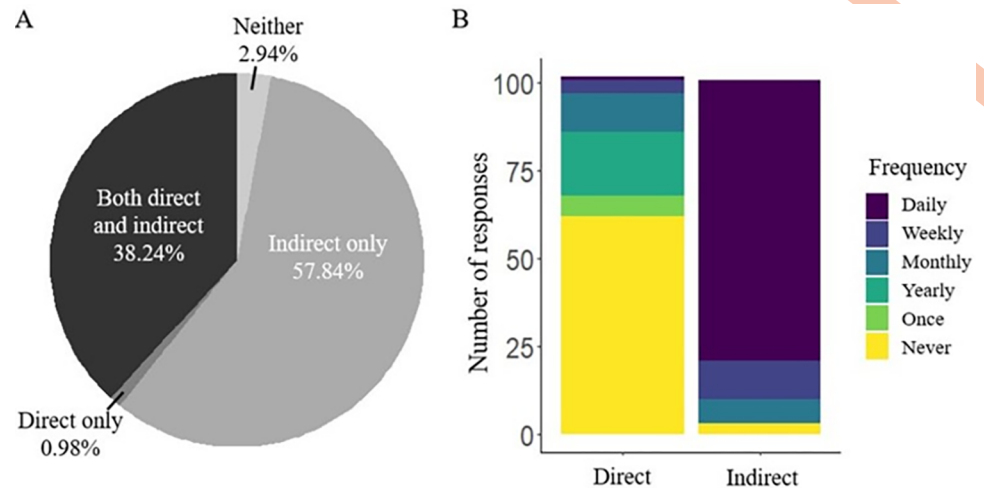 A
Neither
2.94%
Both direct
and indirect
38.24%
Indirect only
57.84%
Direct only
0.98%
B
Number of responses
100
75
50
25
0
Direct
Indirect
Frequency
Daily
Weekly
Monthly
Yearly
Once
Never